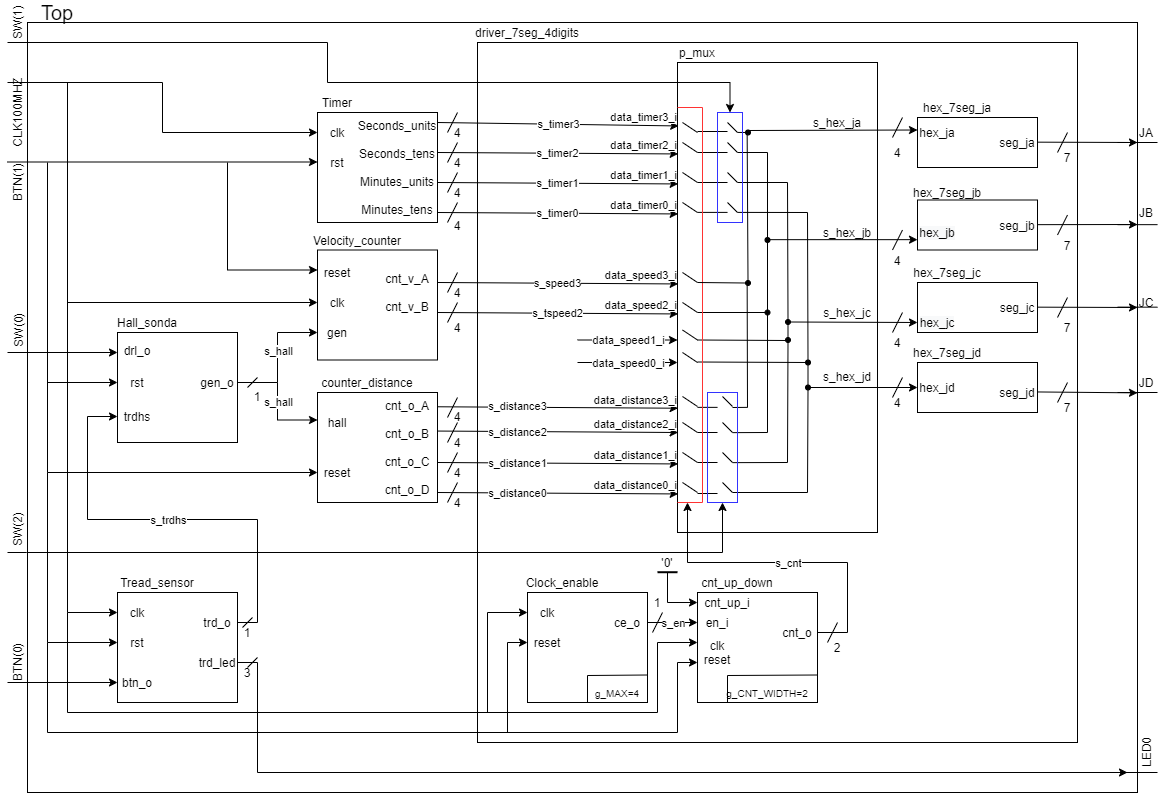 Top
SW(1)
CLK100MHZ
BTN(1)
SW(0)
SW(2)
BTN(0)
driver_7seg_4digits
p_mux
Timer
clk
rst
Seconds_units
Seconds_tens
Minutes_units
Minutes_tens
4
4
4
4
s_timer3
s_timer2
s_timer1
s_timer0
data_timer3_i
data_timer2_i
data_timer1_i
data_timer0_i
Velocity_counter
reset
clk
gen
cnt_v_A
cnt_v_B
4
4
s_speed3
s_tspeed2
data_speed3_i
data_speed2_i
data_speed1_i
data_speed0_i
Hall_sonda
drl_o
rst
trdhs
gen_o
1
s_hall
s_hall
counter_distance
hall
reset
cnt_o_A
cnt_o_B
cnt_o_C
cnt_o_D
4
4
4
4
s_distance3
s_distance2
s_distance1
s_distance0
data_distance3_i
data_distance2_i
data_distance1_i
data_distance0_i
s_trdhs
Tread_sensor
clk
rst
btn_o
trd_o
trd_led
1
3
Clock_enable
clk
reset
ce_o
g_MAX=4
1
s_en
'0'
cnt_up_down
cnt_up_i
en_i
clk
reset
cnt_o
g_CNT_WIDTH=2
2
s_cnt
s_hex_ja
4
hex_7seg_ja
hex_ja
seg_ja
7
JA
s_hex_jb
4
hex_7seg_jb
hex_jb
seg_jb
7
JB
s_hex_jc
4
hex_7seg_jc
hex_jc
seg_jc
7
JC
s_hex_jd
4
hex_7seg_jd
hex_jd
seg_jd
7
JD
LED0